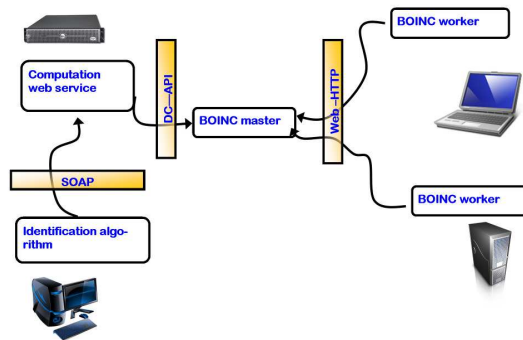 BOINC worker
Computation
web service
DC—API
BOINC master
Web –HTTP
SOAP
BOINC worker
Identification algo-
rithm